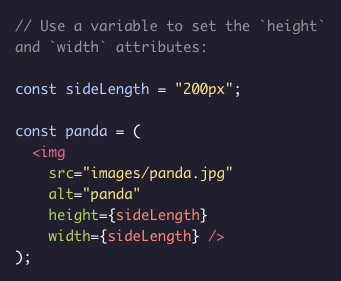 // Use a variable to set the `height`
and `width` attributes:

const sideLength = "200px";

const panda = (
  <img
    src="images/panda.jpg"
    alt="panda"
    height={sideLength}
    width={sideLength} />
);